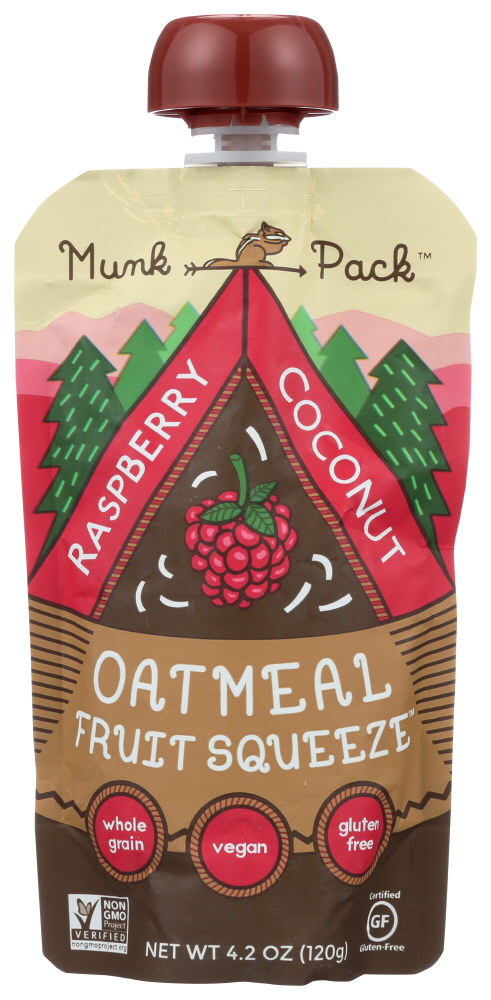 Munk Pack™
RASPBERRY
COCONUT
OATMEAL
FRUIT SQUEEZE™
whole
grain
vegan
gluten
free
NON
GMO
Project
VERIFIED
nongmoproject.org
Certified
GF
Gluten-Free
NET WT 4.2 OZ (120g)